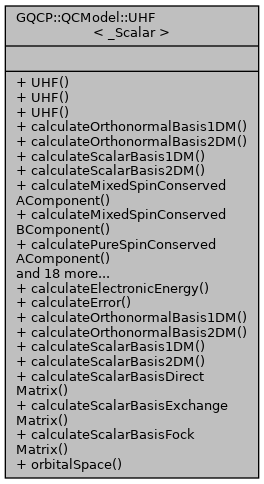 GQCP::QCModel::UHF
< _Scalar >
+ UHF()
+ UHF()
+ UHF()
+ calculateOrthonormalBasis1DM()
+ calculateOrthonormalBasis2DM()
+ calculateScalarBasis1DM()
+ calculateScalarBasis2DM()
+ calculateMixedSpinConserved
AComponent()
+ calculateMixedSpinConserved
BComponent()
+ calculatePureSpinConserved
AComponent()
and 18 more...
+ calculateElectronicEnergy()
+ calculateError()
+ calculateOrthonormalBasis1DM()
+ calculateOrthonormalBasis2DM()
+ calculateScalarBasis1DM()
+ calculateScalarBasis2DM()
+ calculateScalarBasisDirect
Matrix()
+ calculateScalarBasisExchange
Matrix()
+ calculateScalarBasisFock
Matrix()
+ orbitalSpace()